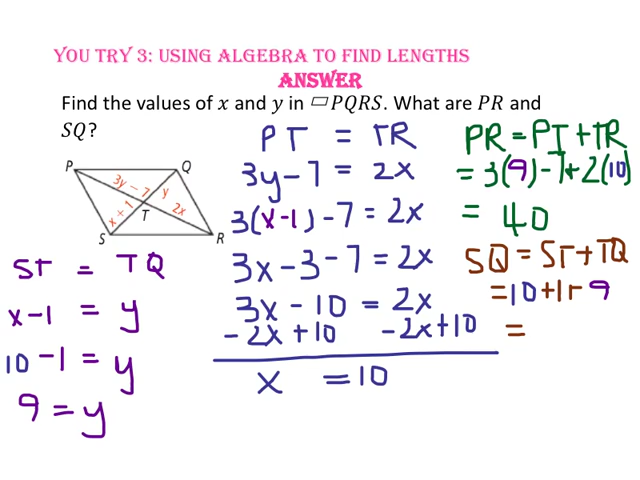 YOU TRY 3: USING ALGEBRA TO FIND LENGTHS
ANSWER
Find the values of x and y in ▱PQRS. What are PR and
SQ?
P
Q
3y − 7
y
T
x + 1
2x
S
R
ST = TQ
x − 1 = y
10 − 1 = y
9 = y
PT = TR
3y − 7 = 2x
3(x − 1) − 7 = 2x
3x − 3 − 7 = 2x
3x − 10 = 2x
− 2x + 10 − 2x + 10
x = 10
PR = PT + TR
= 3(9) − 7 + 2(10)
= 40
SQ = ST + TQ
= 10 + 1 + 9
=